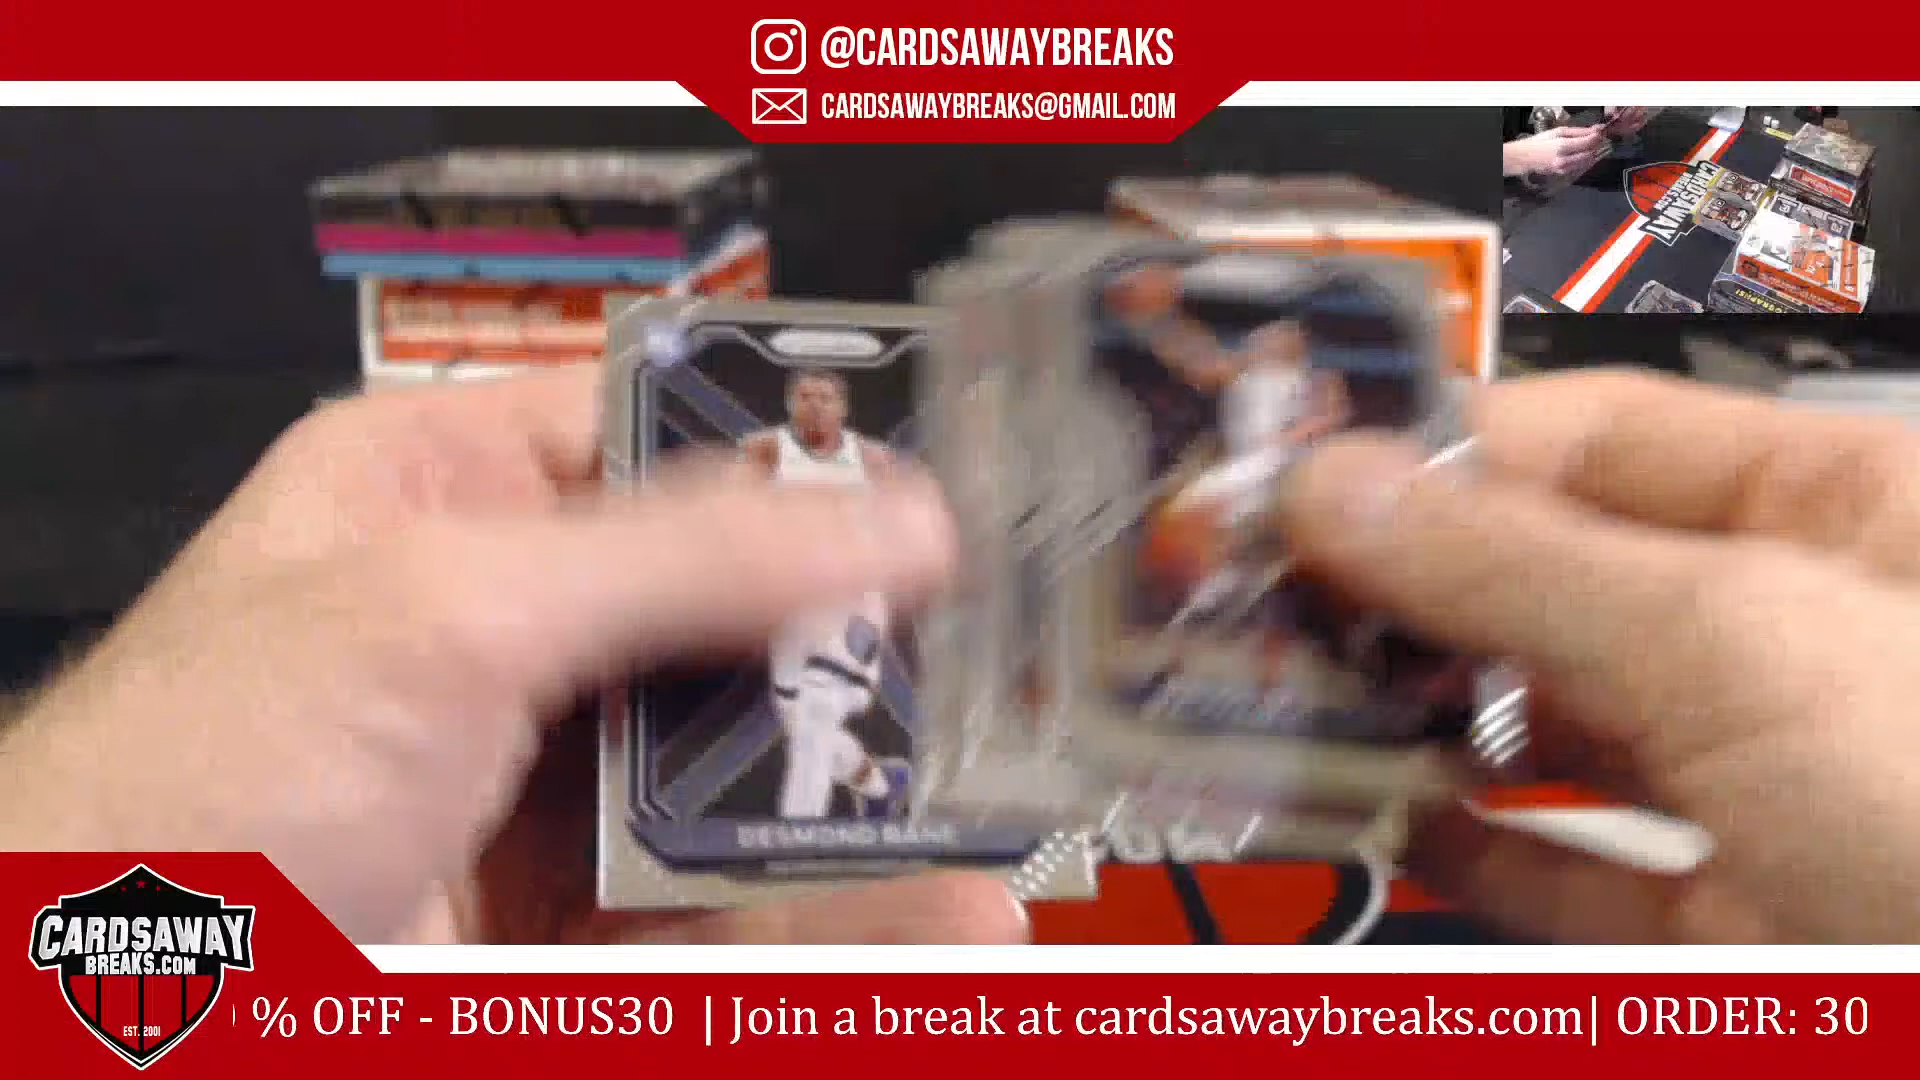 @CARDSAWAYBREAKS
CARDSAWAYBREAKS@GMAIL.COM
CARDSAWAY
DESMOND BANE
CARDSAWAY
BREAKS.COM
EST. 2001
% OFF - BONUS30 | Join a break at cardsawaybreaks.com| ORDER: 30